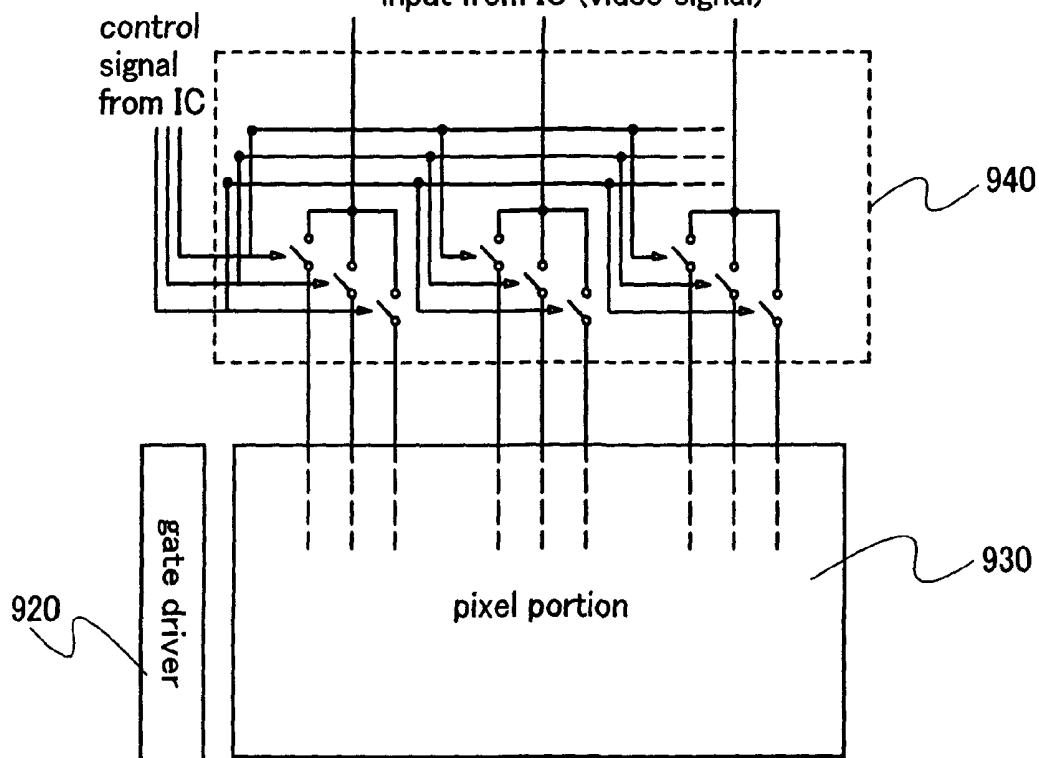 input from IC (video signal)
control
signal
from IC
940
930
pixel portion
gate driver
920